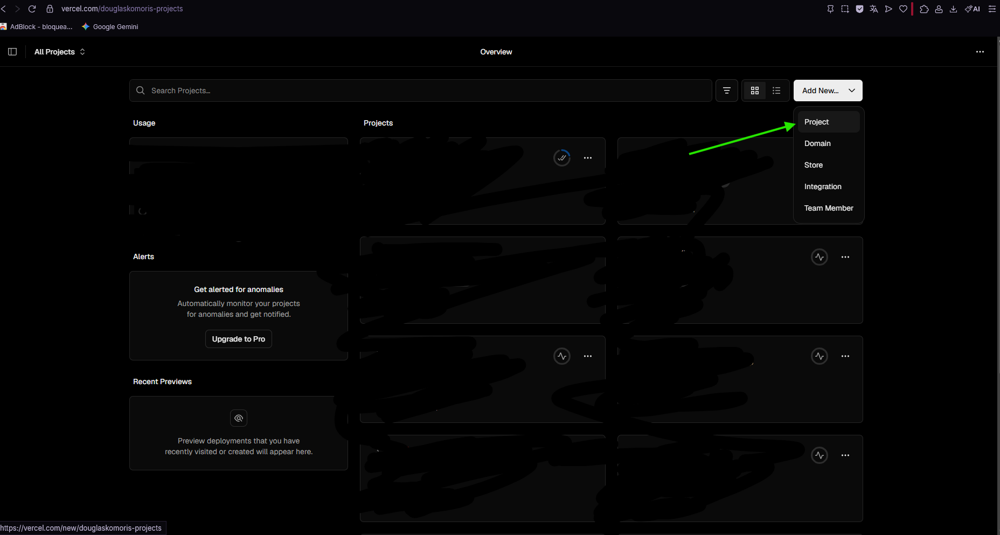 vercel.com/douglaskomoris-projects
AI
AdBlock - bloquea...
Google Gemini
All Projects
Overview
Search Projects...
Add New...
Project
Domain
Store
Integration
Team Member
Usage
Projects
Alerts
Get alerted for anomalies
Automatically monitor your projects
for anomalies and get notified.
Upgrade to Pro
Recent Previews
Preview deployments that you have
recently visited or created will appear here.
https://vercel.com/new/douglaskomoris-projects